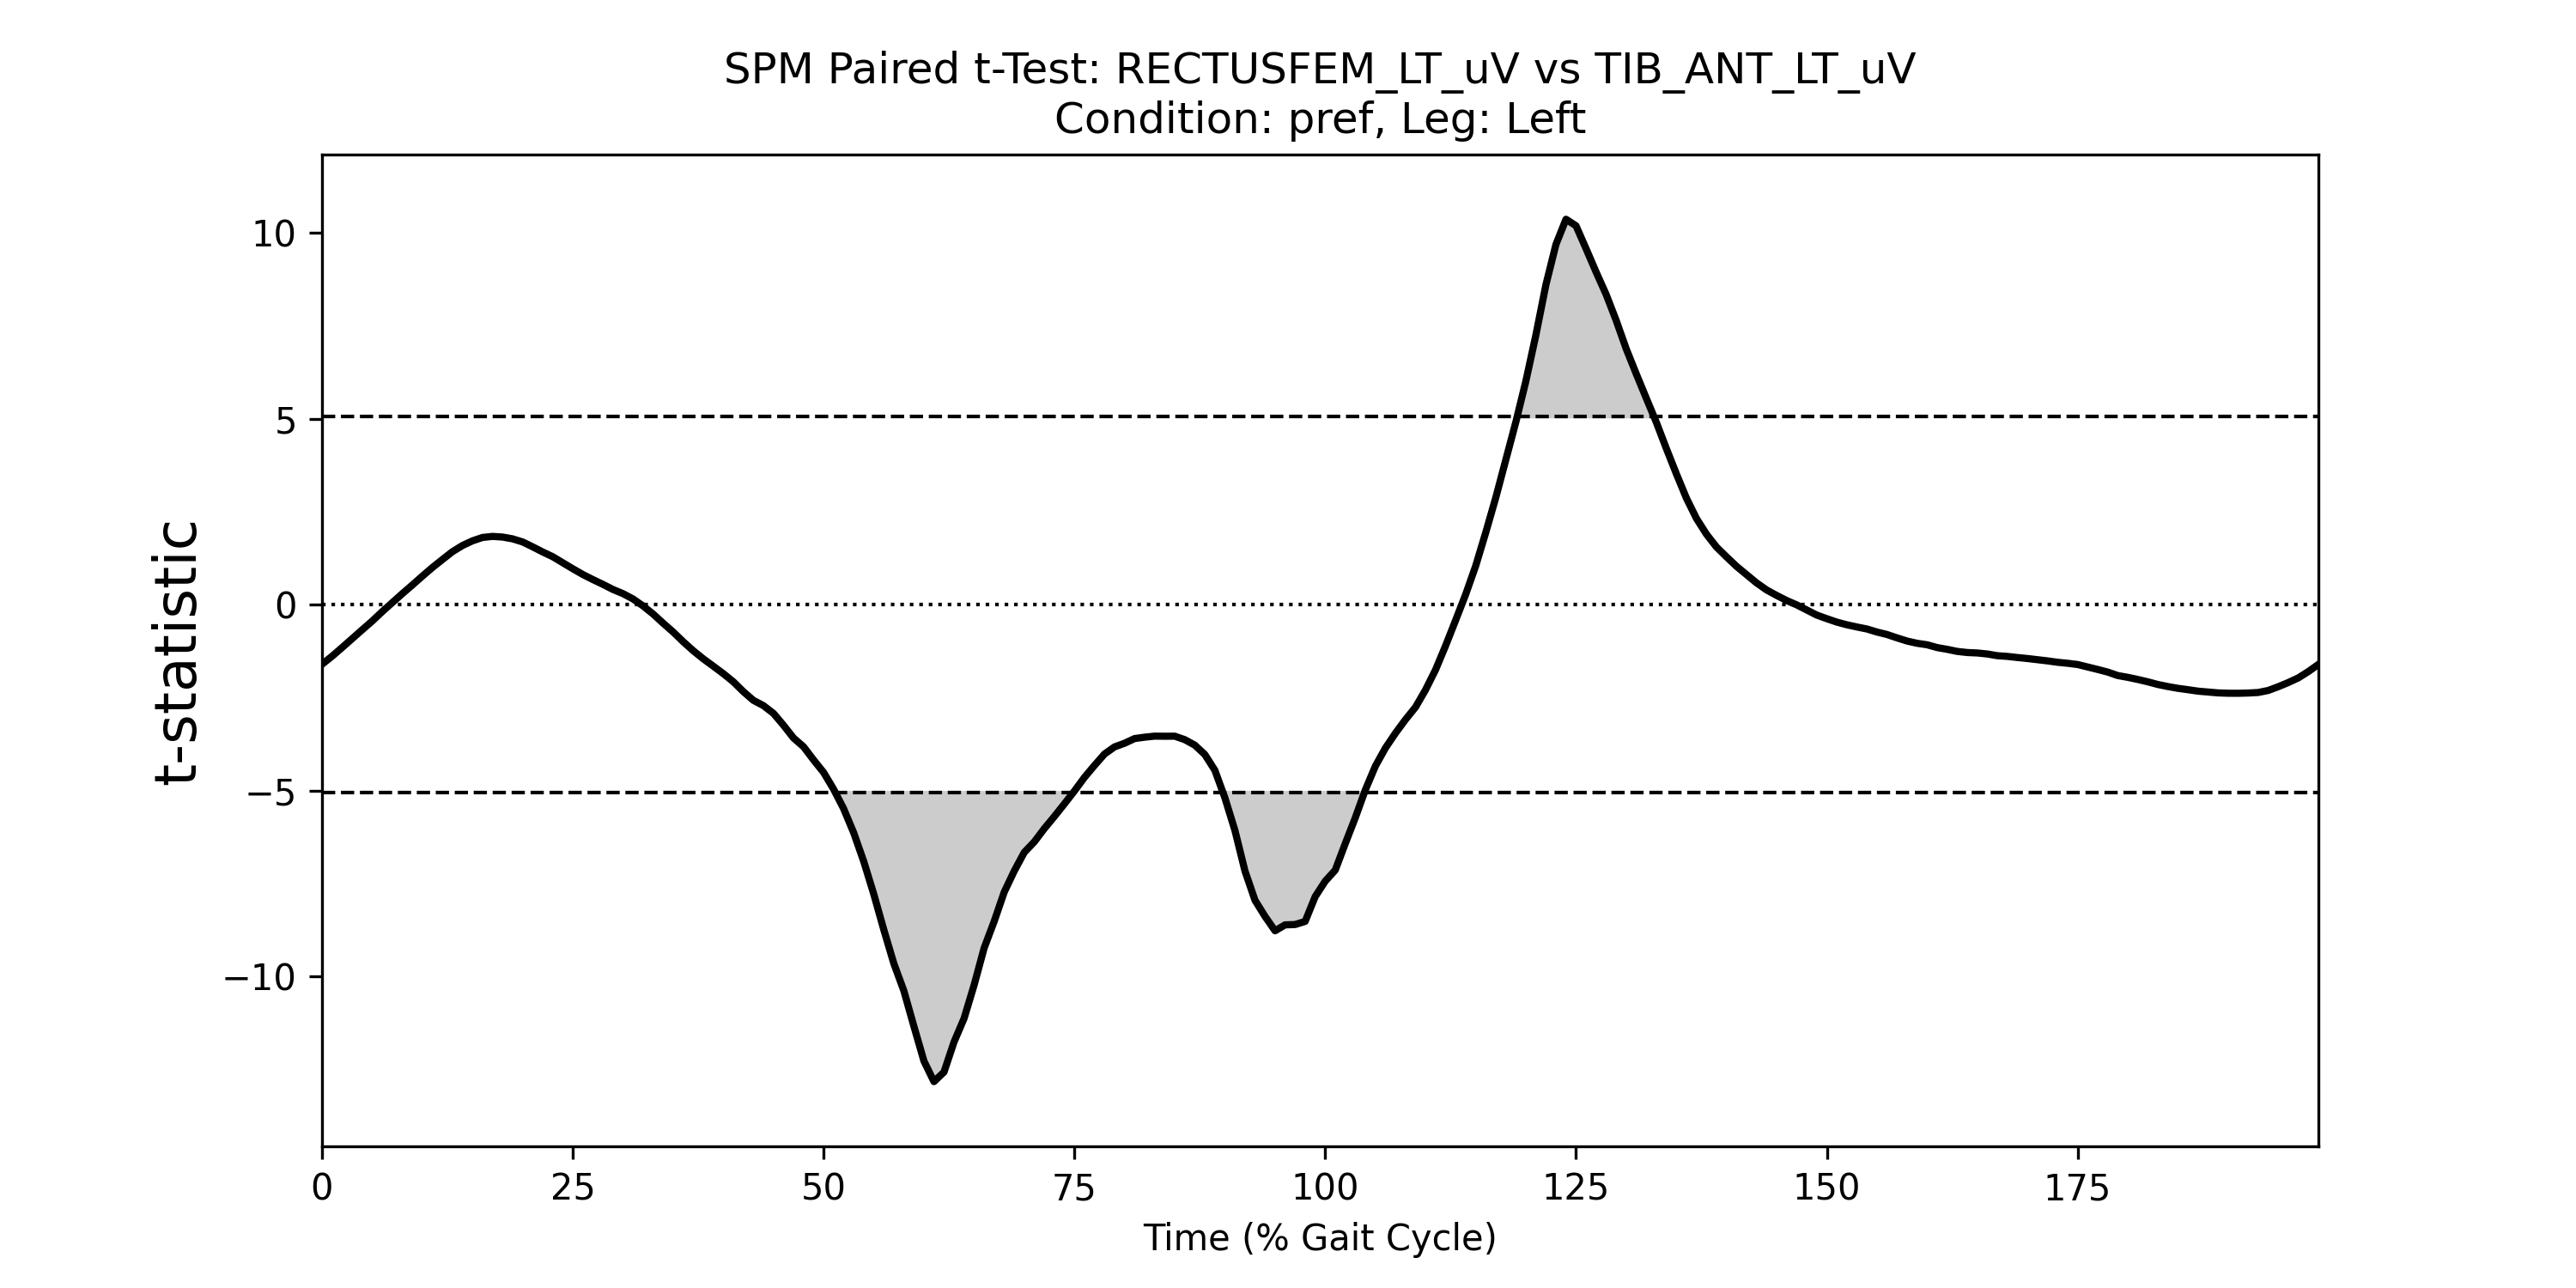 SPM Paired t-Test: RECTUSFEM_LT_uV vs TIB_ANT_LT_uV
Condition: pref, Leg: Left
t-statistic
10
5
0
−5
−10
0 25 50 75 100 125 150 175
Time (% Gait Cycle)